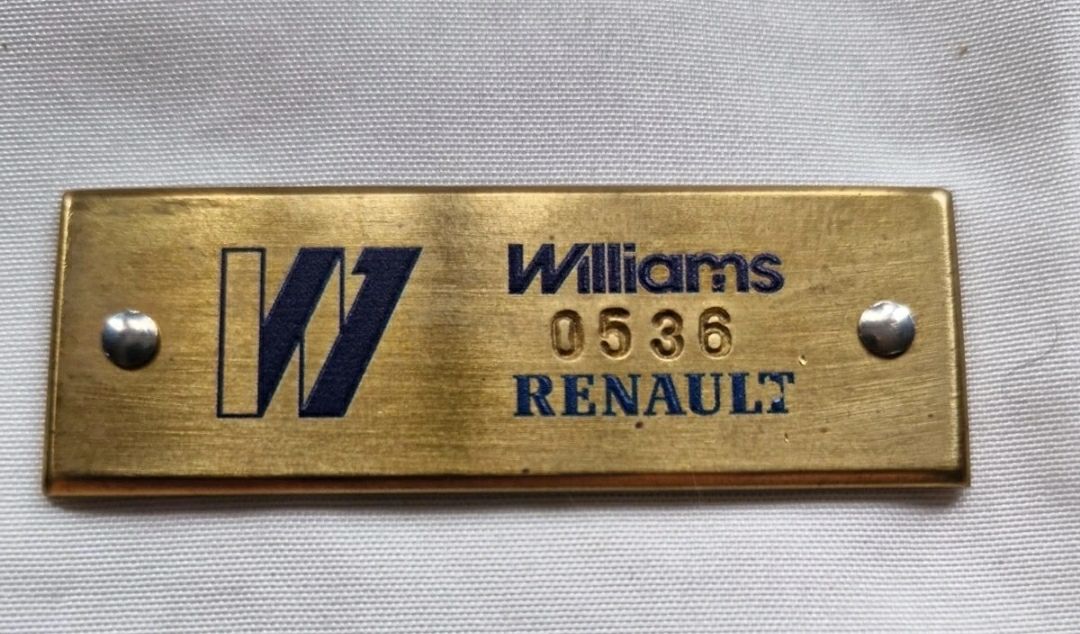 W
Williams
0536
RENAULT